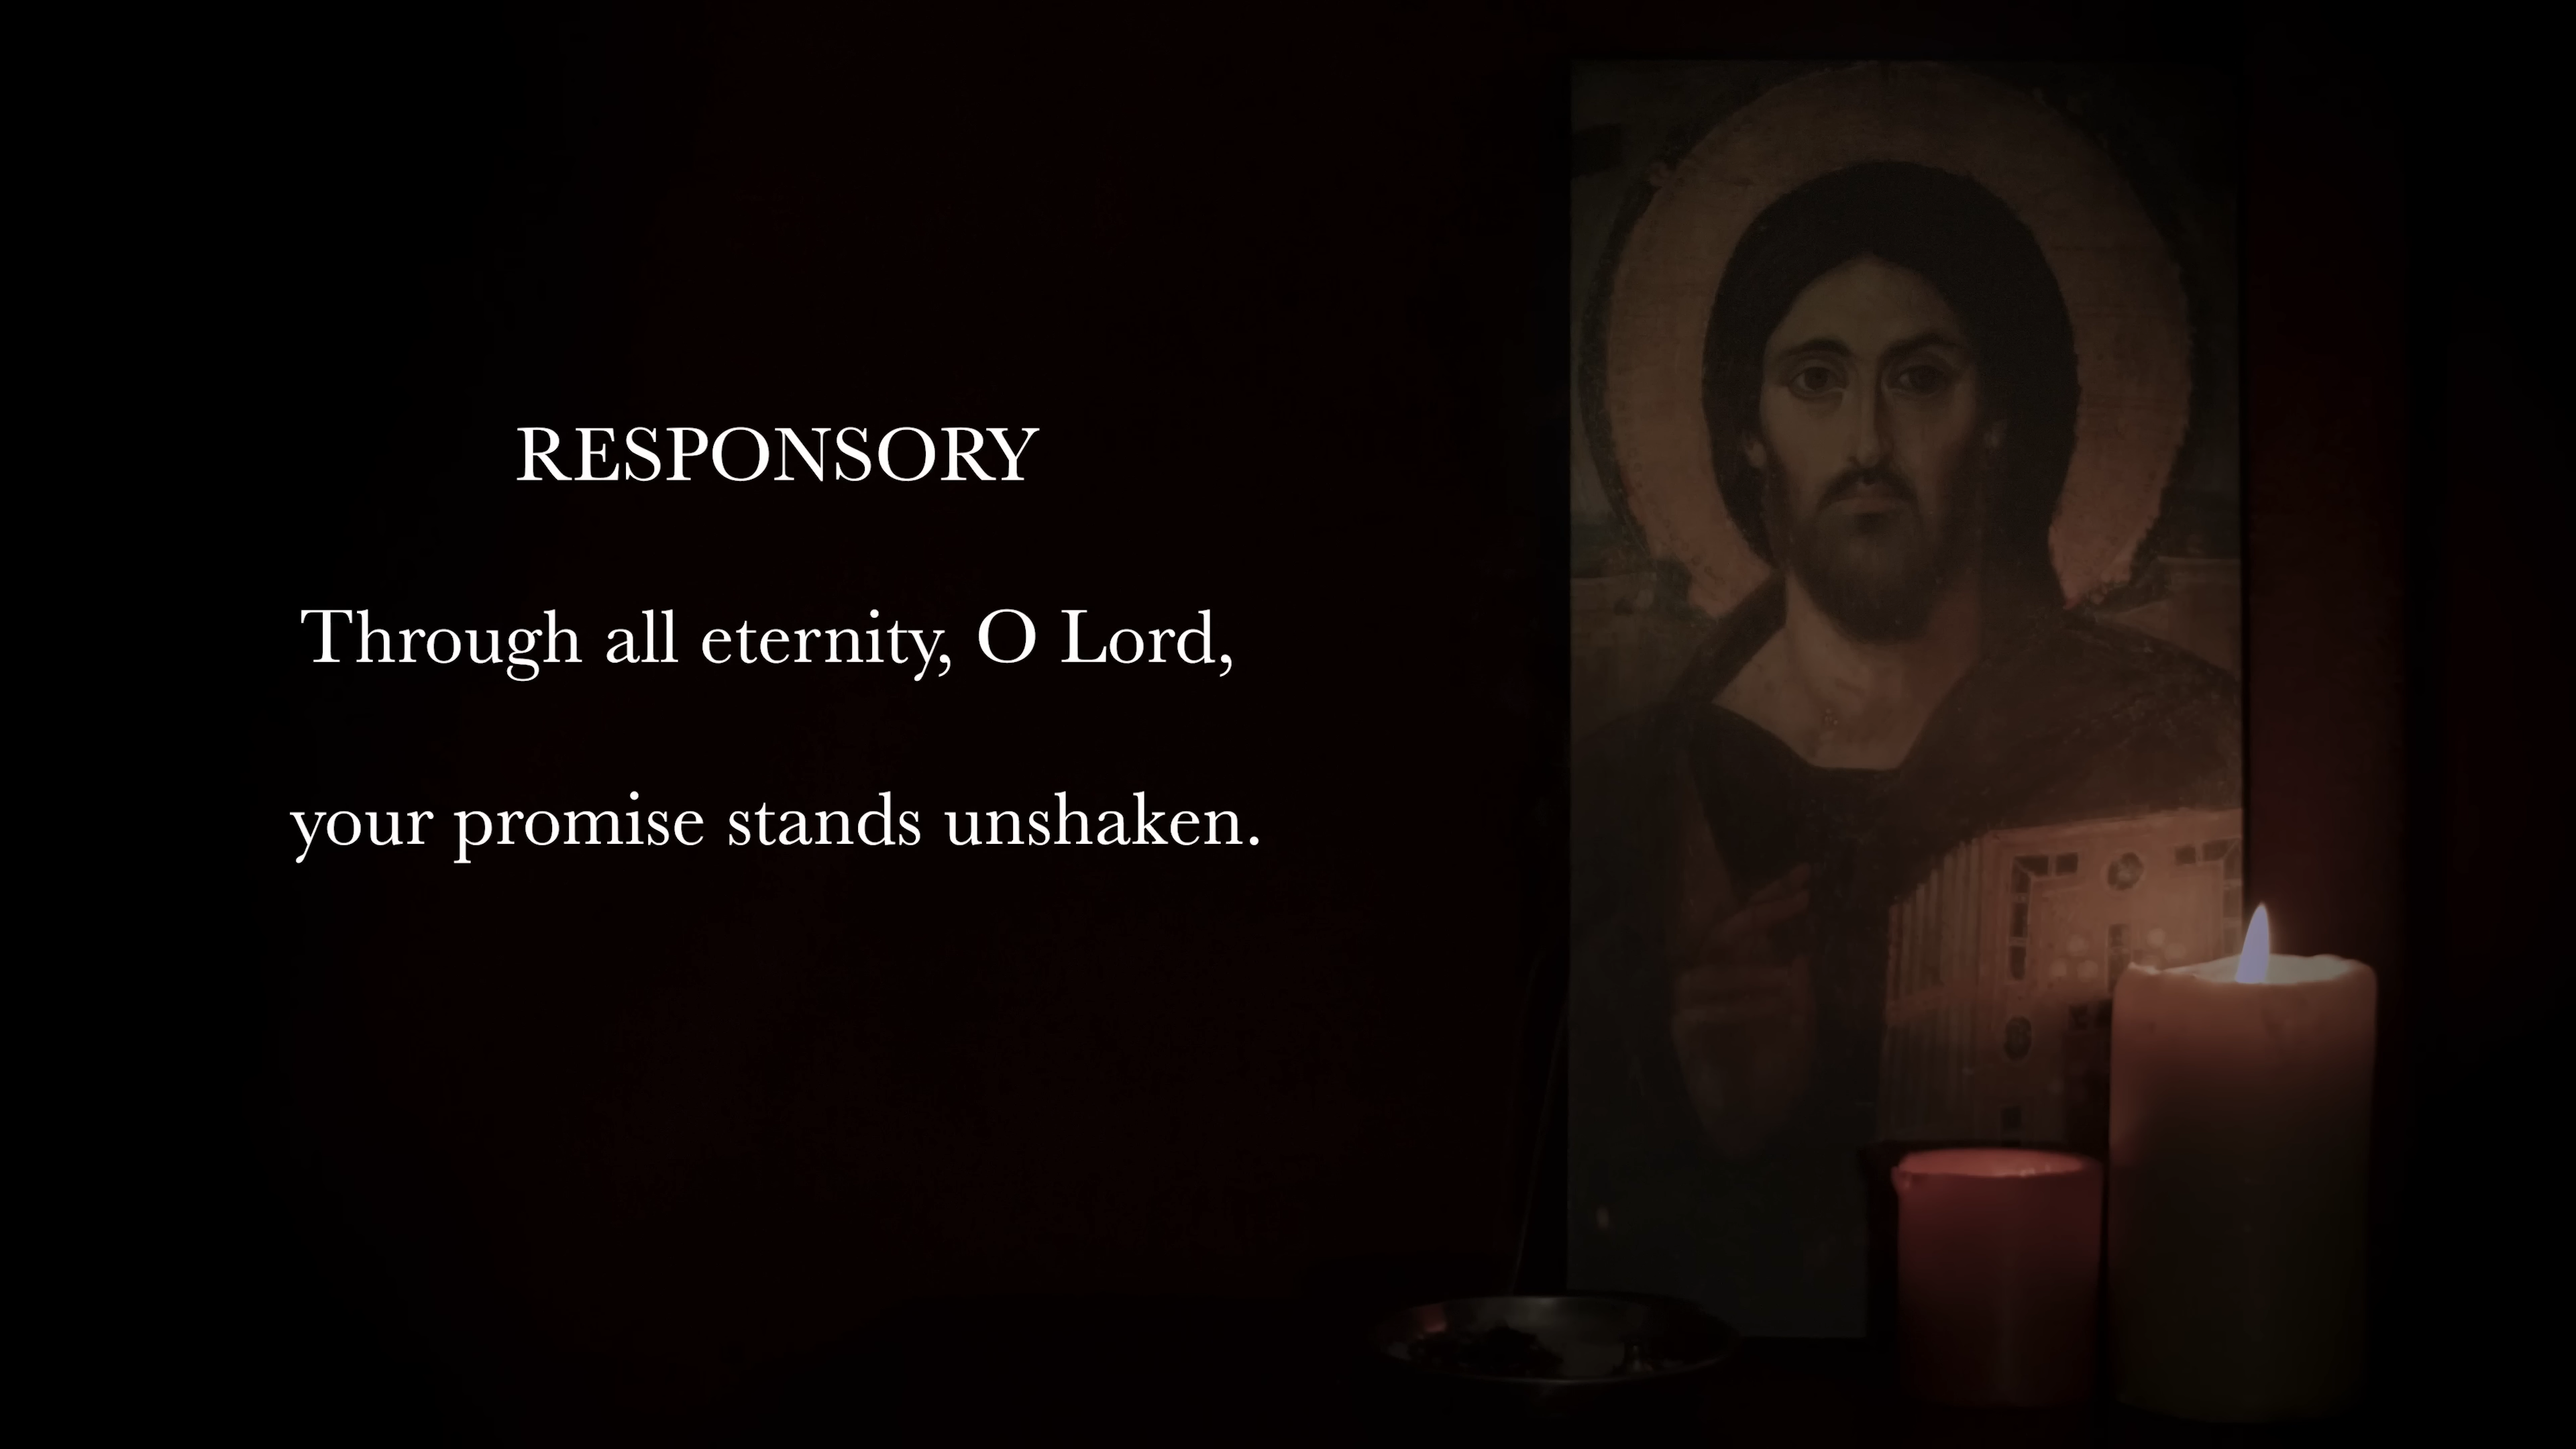 RESPONSORY
Through all eternity, O Lord,
your promise stands unshaken.